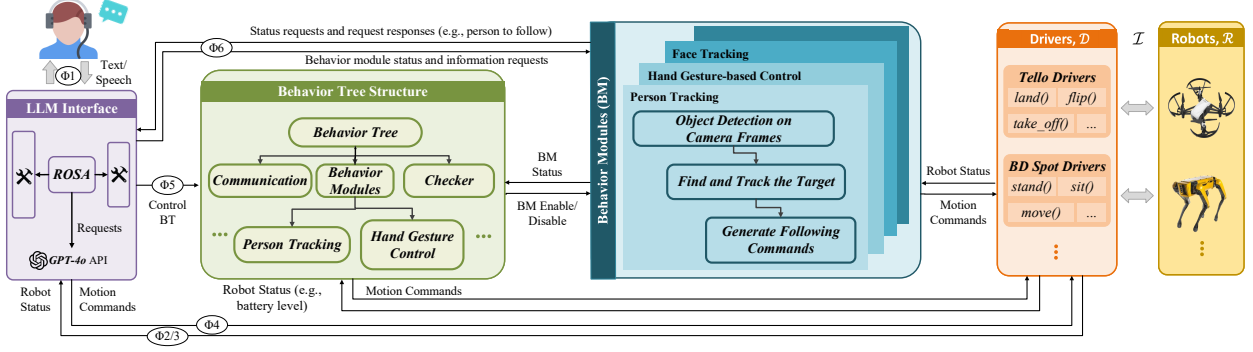 Status requests and request responses (e.g., person to follow)
Φ6
Behavior module status and information requests
Φ1
Text/
Speech
LLM Interface
ROSA
Requests
GPT-4o API
Robot
Status
Motion
Commands
Φ5
Control
BT
Behavior Tree Structure
Behavior Tree
Communication
Behavior
Modules
Checker
...
Person Tracking
Hand Gesture
Control
...
Robot Status (e.g.,
battery level)
Motion Commands
Φ4
Φ2/3
BM
Status
BM Enable/
Disable
Behavior Modules (BM)
Face Tracking
Hand Gesture-based Control
Person Tracking
Object Detection on
Camera Frames
Find and Track the Target
Generate Following
Commands
Robot Status
Motion
Commands
Drivers, 𝒟
Tello Drivers
land()
flip()
take_off()
...
BD Spot Drivers
stand()
sit()
move()
...
ℐ
Robots, ℛ